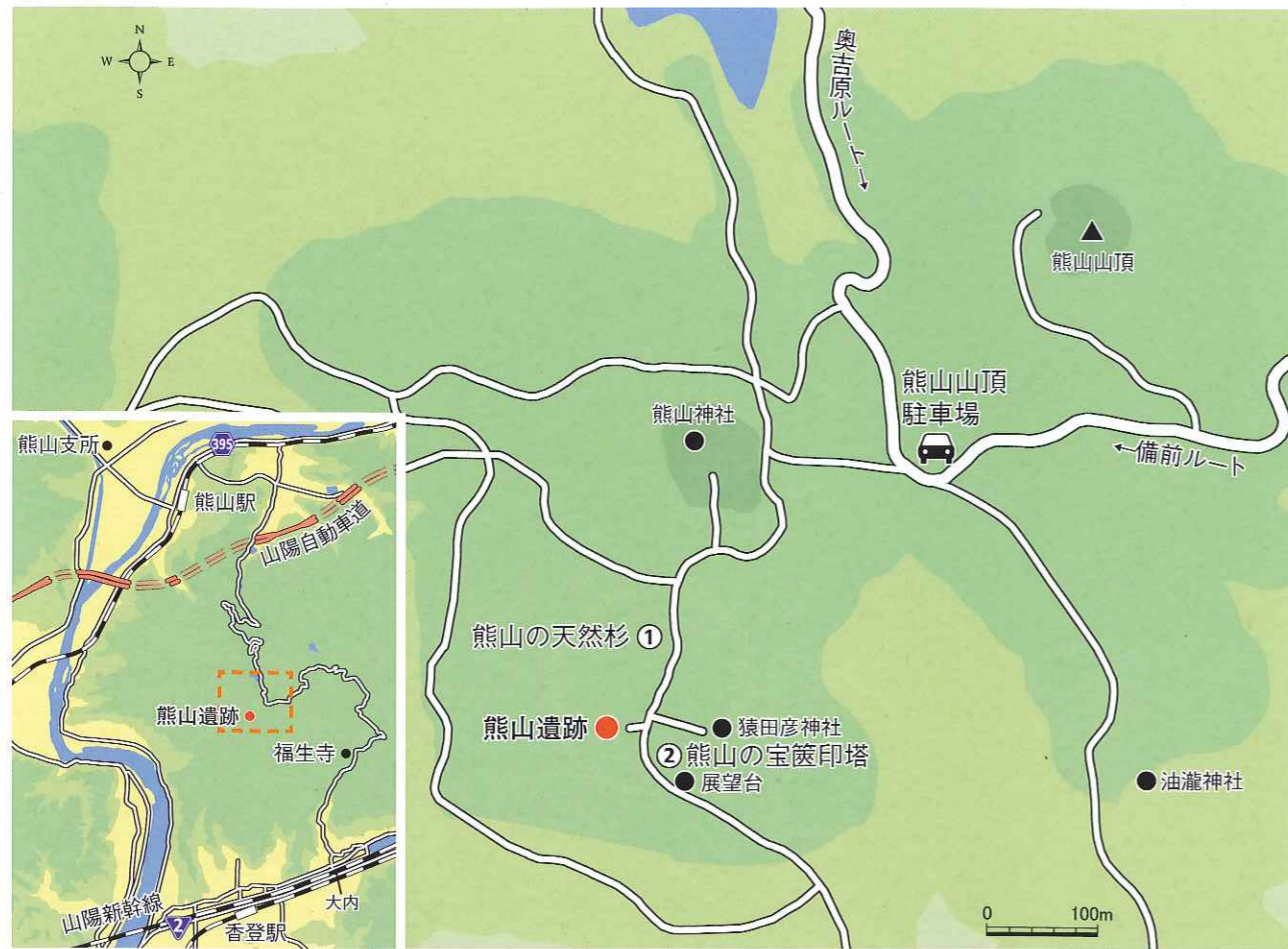 N
W E
S
奥吉原ルート→
熊山山頂
熊山山頂
駐車場
熊山神社
←備前ルート
熊山の天然杉 ①
熊山遺跡
猿田彦神社
② 熊山の宝篋印塔
展望台
油瀧神社
0 100m
熊山支所
395
熊山駅
山陽自動車道
熊山遺跡
福生寺
山陽新幹線
2
香登駅
大内